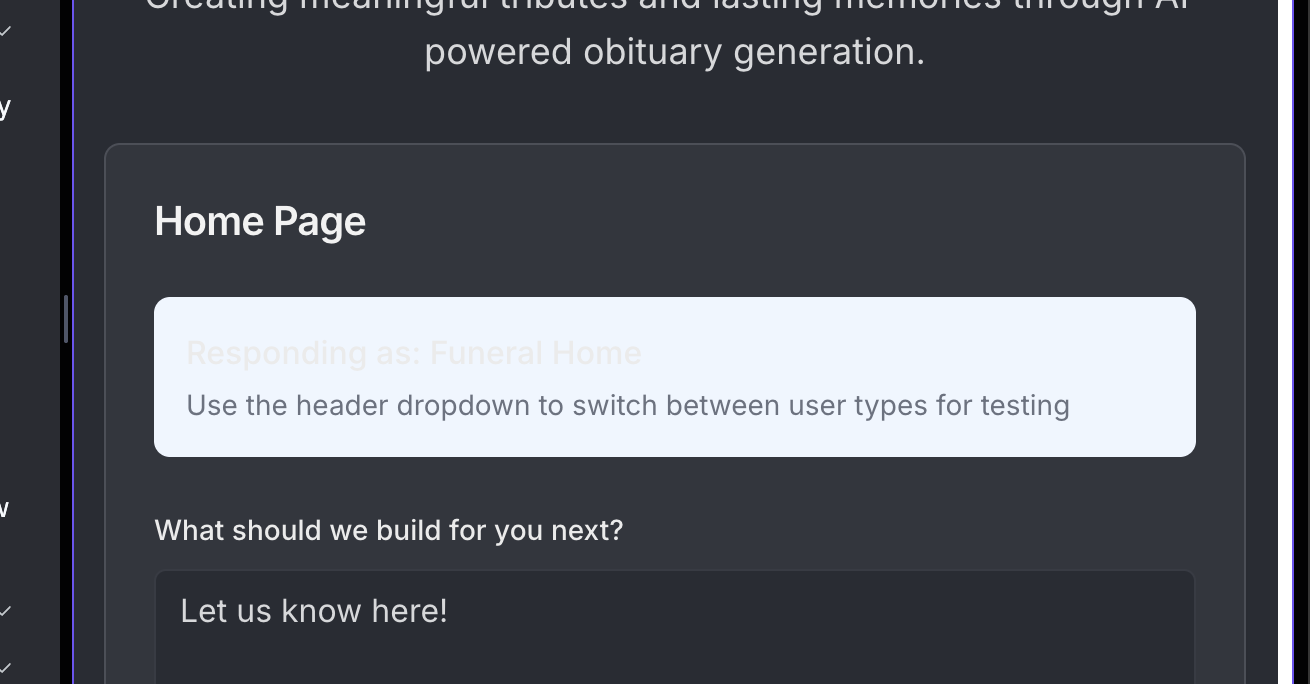 Creating meaningful tributes and lasting memories through AI
powered obituary generation.
y
Home Page
Responding as: Funeral Home
Use the header dropdown to switch between user types for testing
What should we build for you next?
Let us know here!